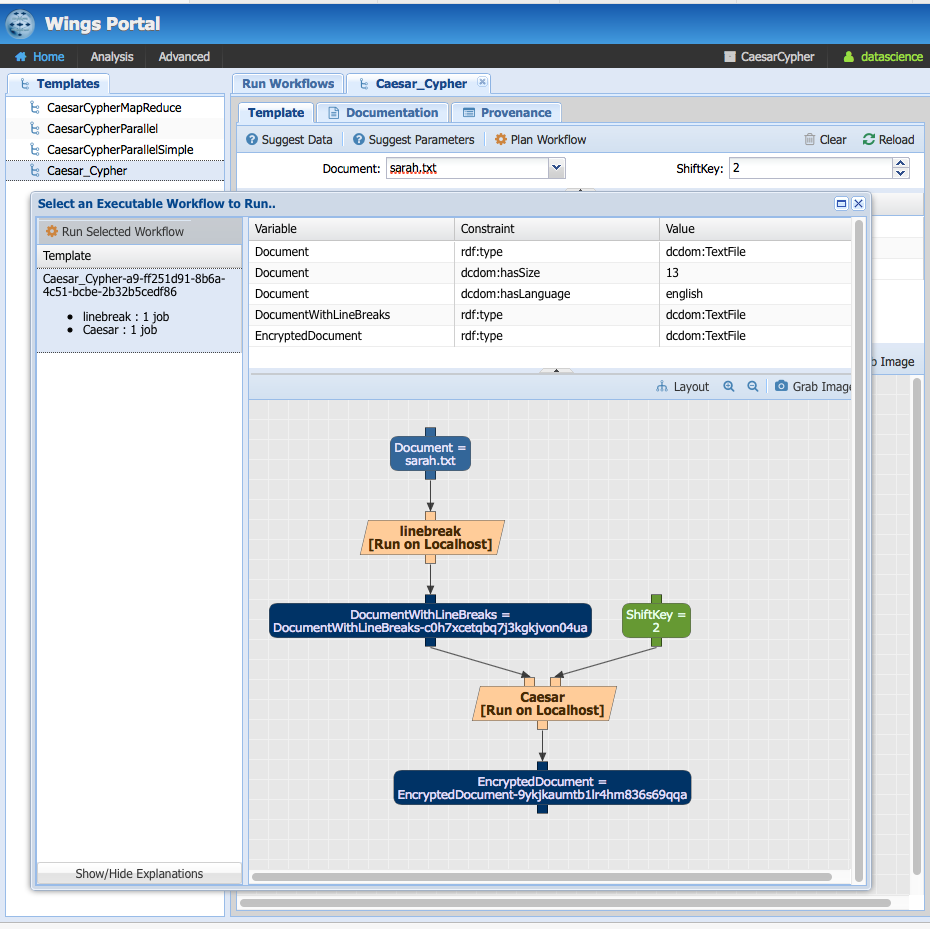 Wings Portal
Home Analysis Advanced CaesarCypher datascience
Templates
CaesarCypherMapReduce
CaesarCypherParallel
CaesarCypherParallelSimple
Caesar_Cypher
Run Workflows Caesar_Cypher
Template Documentation Provenance
Suggest Data Suggest Parameters Plan Workflow Clear Reload
Document: sarah.txt ShiftKey: 2
Select an Executable Workflow to Run..
Run Selected Workflow
Template
Caesar_Cypher-a9-ff251d91-8b6a-
4c51-bcbe-2b32b5cedf86
linebreak : 1 job
Caesar : 1 job
Show/Hide Explanations
Variable Constraint Value
Document rdf:type dcdom:TextFile
Document dcdom:hasSize 13
Document dcdom:hasLanguage english
DocumentWithLineBreaks rdf:type dcdom:TextFile
EncryptedDocument rdf:type dcdom:TextFile
Layout Grab Image
Document =
sarah.txt
linebreak
[Run on Localhost]
DocumentWithLineBreaks =
DocumentWithLineBreaks-c0h7xcetqbq7j3kgkjvon04ua
ShiftKey =
2
Caesar
[Run on Localhost]
EncryptedDocument =
EncryptedDocument-9ykjkaumtb1lr4hm836s69qqa
b Image